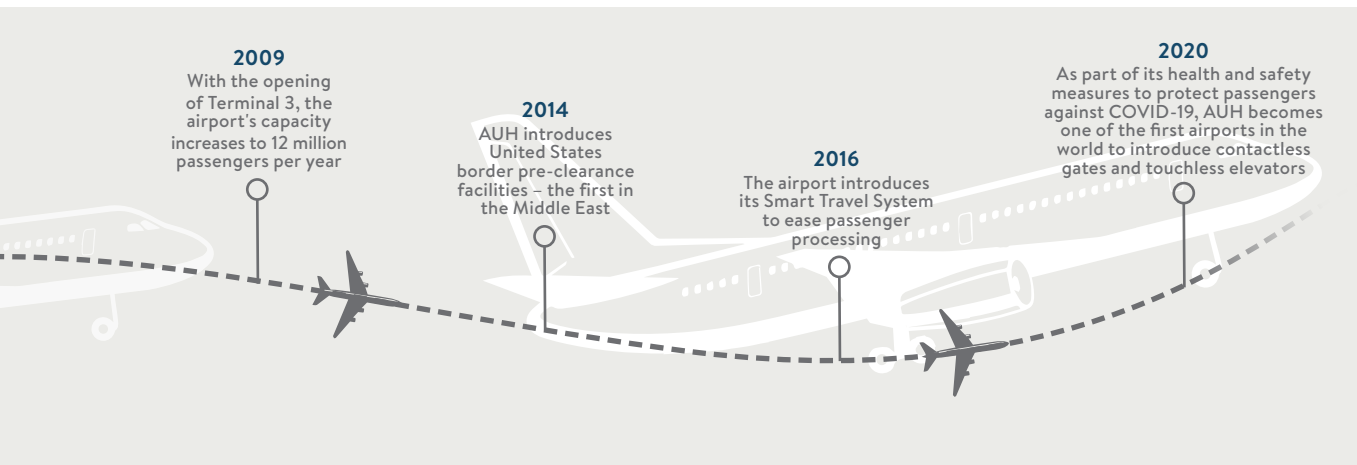 2009
With the opening
of Terminal 3, the
airport's capacity
increases to 12 million
passengers per year
2014
AUH introduces
United States
border pre-clearance
facilities – the first in
the Middle East
2016
The airport introduces
its Smart Travel System
to ease passenger
processing
2020
As part of its health and safety
measures to protect passengers
against COVID-19, AUH becomes
one of the first airports in the
world to introduce contactless
gates and touchless elevators